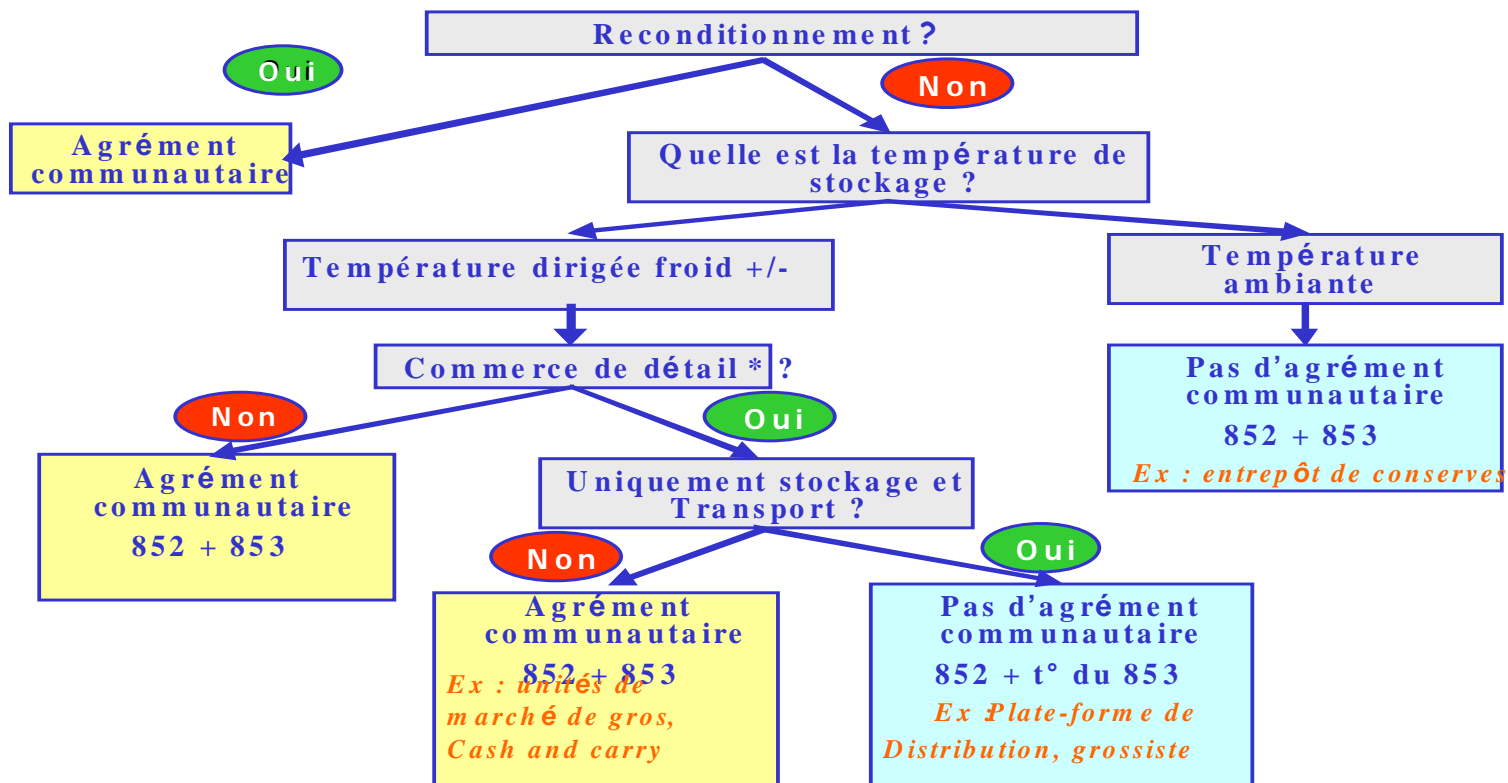 Reconditionnement ?
Oui
Non
Agrément
communautaire
Quelle est la température de
stockage ?
Température dirigée froid +/-
Température
ambiante
Commerce de détail * ?
Pas d’agrément
communautaire
852 + 853
Ex : entrepôt de conserves
Non
Oui
Agrément
communautaire
852 + 853
Uniquement stockage et
Transport ?
Non
Oui
Agrément
communautaire
852 + 853
Ex : unités de
marché de gros,
Cash and carry
Pas d’agrément
communautaire
852 + t° du 853
Ex :Plate-forme de
Distribution, grossiste